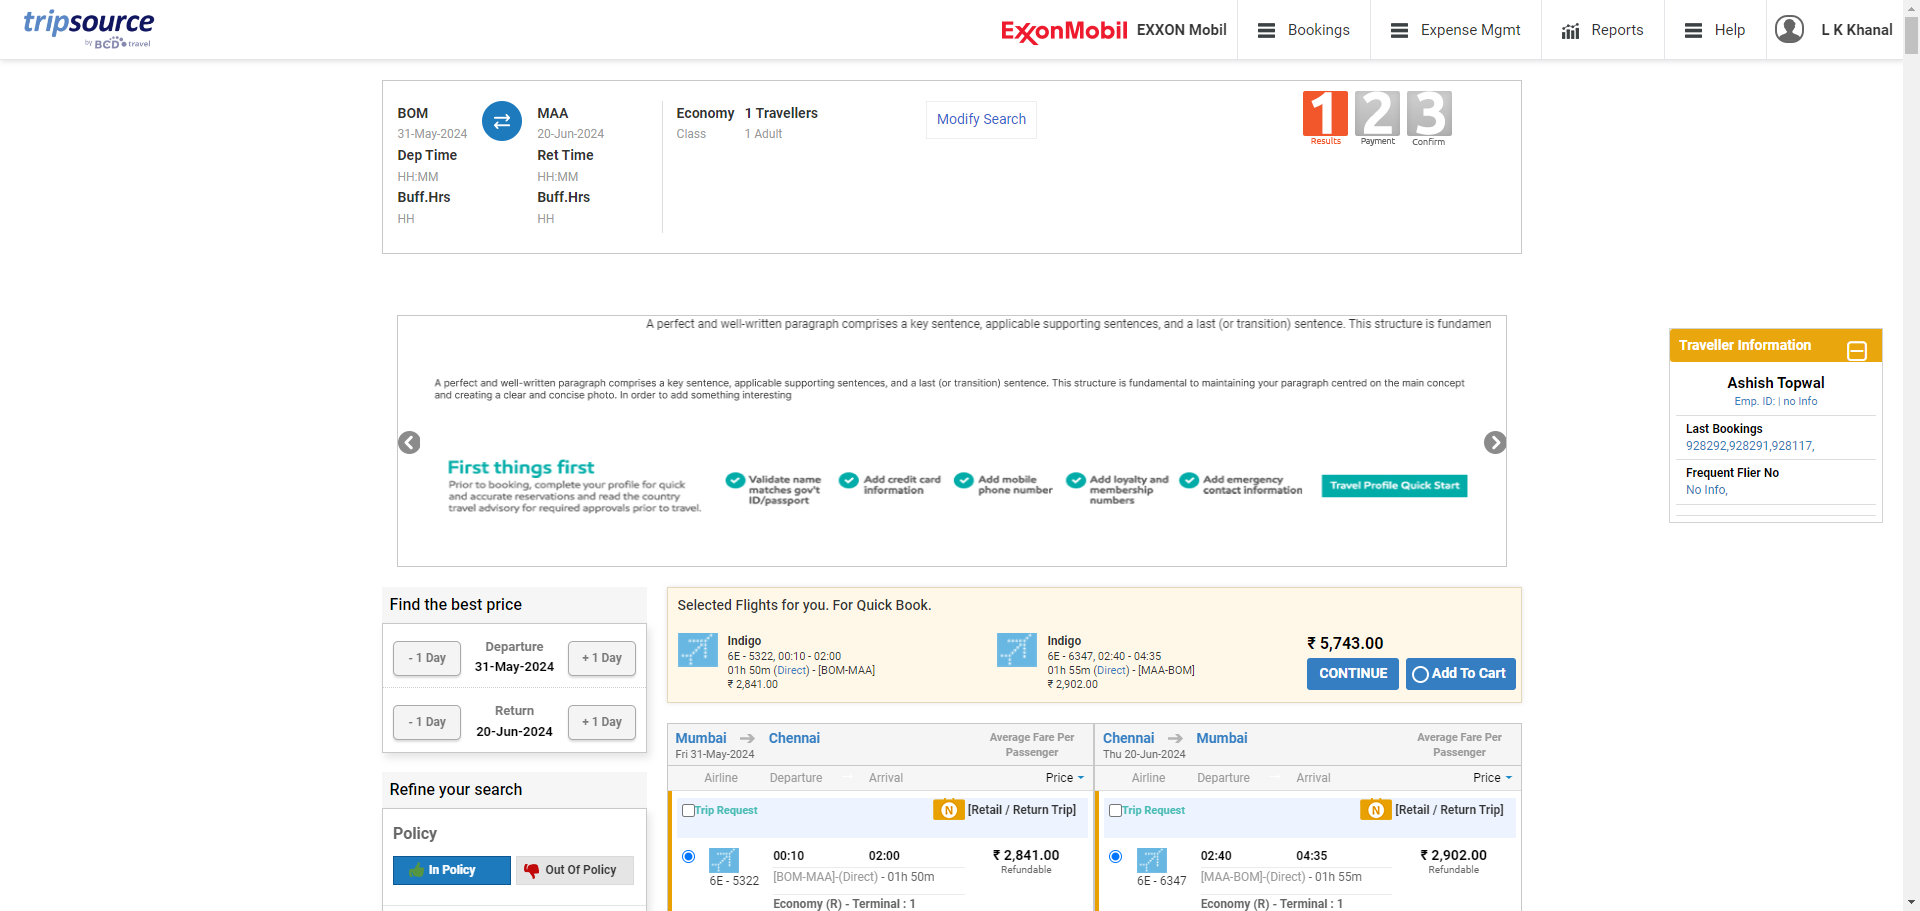 tripsource
by BCD travel
ExxonMobil EXXON Mobil
Bookings
Expense Mgmt
Reports
Help
L K Khanal
BOM
31-May-2024
Dep Time
HH:MM
Buff.Hrs
HH
MAA
20-Jun-2024
Ret Time
HH:MM
Buff.Hrs
HH
Economy
Class
1 Travellers
1 Adult
Modify Search
1 2 3
Results Payment Confirm
A perfect and well-written paragraph comprises a key sentence, applicable supporting sentences, and a last (or transition) sentence. This structure is fundamen
A perfect and well-written paragraph comprises a key sentence, applicable supporting sentences, and a last (or transition) sentence. This structure is fundamental to maintaining your paragraph centred on the main concept
and creating a clear and concise photo. In order to add something interesting
First things first
Prior to booking, complete your profile for quick
and accurate reservations and read the country
travel advisory for required approvals prior to travel.
Validate name
matches gov't
ID/passport
Add credit card
information
Add mobile
phone number
Add loyalty and
membership
numbers
Add emergency
contact information
Travel Profile Quick Start
Traveller Information
Ashish Topwal
Emp. ID: | no Info
Last Bookings
928292,928291,928117,
Frequent Flier No
No Info,
Find the best price
- 1 Day
Departure
31-May-2024
+ 1 Day
- 1 Day
Return
20-Jun-2024
+ 1 Day
Refine your search
Policy
In Policy
Out Of Policy
Selected Flights for you. For Quick Book.
Indigo
6E - 5322, 00:10 - 02:00
01h 50m (Direct) - [BOM-MAA]
₹ 2,841.00
Indigo
6E - 6347, 02:40 - 04:35
01h 55m (Direct) - [MAA-BOM]
₹ 2,902.00
₹ 5,743.00
CONTINUE
Add To Cart
Mumbai Chennai
Fri 31-May-2024
Average Fare Per
Passenger
Airline Departure Arrival Price
Trip Request
N [Retail / Return Trip]
00:10 02:00 ₹ 2,841.00
Refundable
6E - 5322
[BOM-MAA]-(Direct) - 01h 50m
Economy (R) - Terminal : 1
Chennai Mumbai
Thu 20-Jun-2024
Average Fare Per
Passenger
Airline Departure Arrival Price
Trip Request
N [Retail / Return Trip]
02:40 04:35 ₹ 2,902.00
Refundable
6E - 6347
[MAA-BOM]-(Direct) - 01h 55m
Economy (R) - Terminal : 1